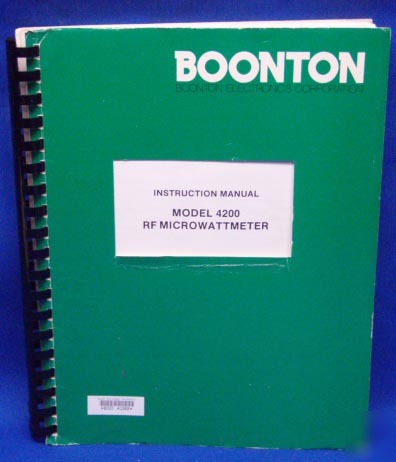 BOONTON
BOONTON ELECTRONICS CORPORATION
INSTRUCTION MANUAL
MODEL 4200
RF MICROWATTMETER